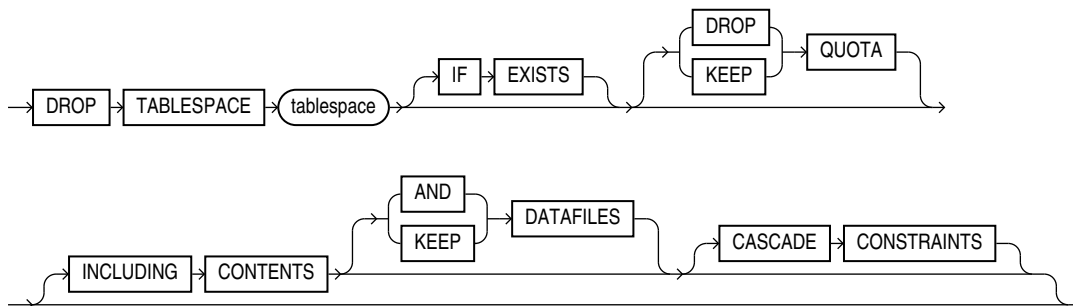 DROP TABLESPACE tablespace IF EXISTS DROP KEEP QUOTA
INCLUDING CONTENTS AND KEEP DATAFILES CASCADE CONSTRAINTS